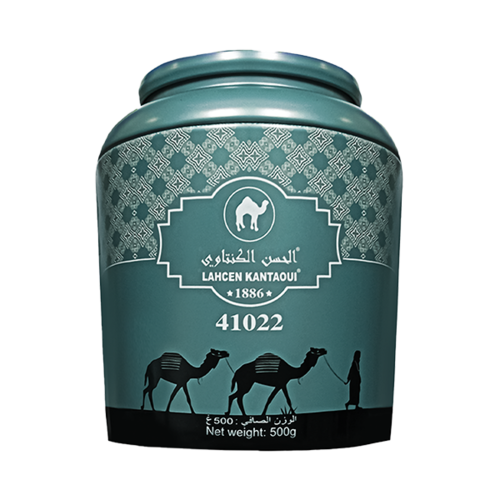 الحسن الكنتاوي®
LAHCEN KANTAOUI®
★1886★
41022
الوزن الصافي : 500 غ
Net weight: 500g